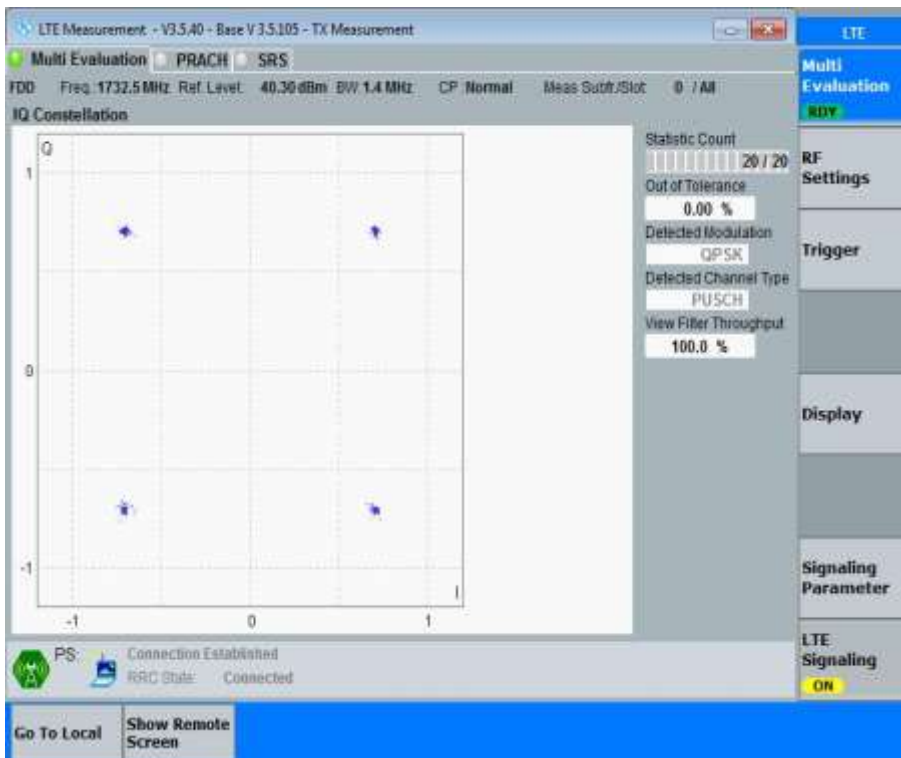 LTE Measurement - V3.5.40 - Base V 3.5.105 - TX Measurement
LTE
Multi Evaluation PRACH SRS
Multi Evaluation
RDY
FDD Freq: 1732.5 MHz Ref. Level: 40.30 dBm BW: 1.4 MHz CP: Normal Meas Subfr./Slot: 0 / All
IQ Constellation
Q
1
0
-1
-1 0 1
I
Statistic Count
20 / 20
Out of Tolerance
0.00 %
Detected Modulation
QPSK
Detected Channel Type
PUSCH
View Filter Throughput
100.0 %
RF
Settings
Trigger
Display
Signaling
Parameter
LTE
Signaling
ON
PS: Connection Established
RRC State: Connected
Go To Local
Show Remote
Screen